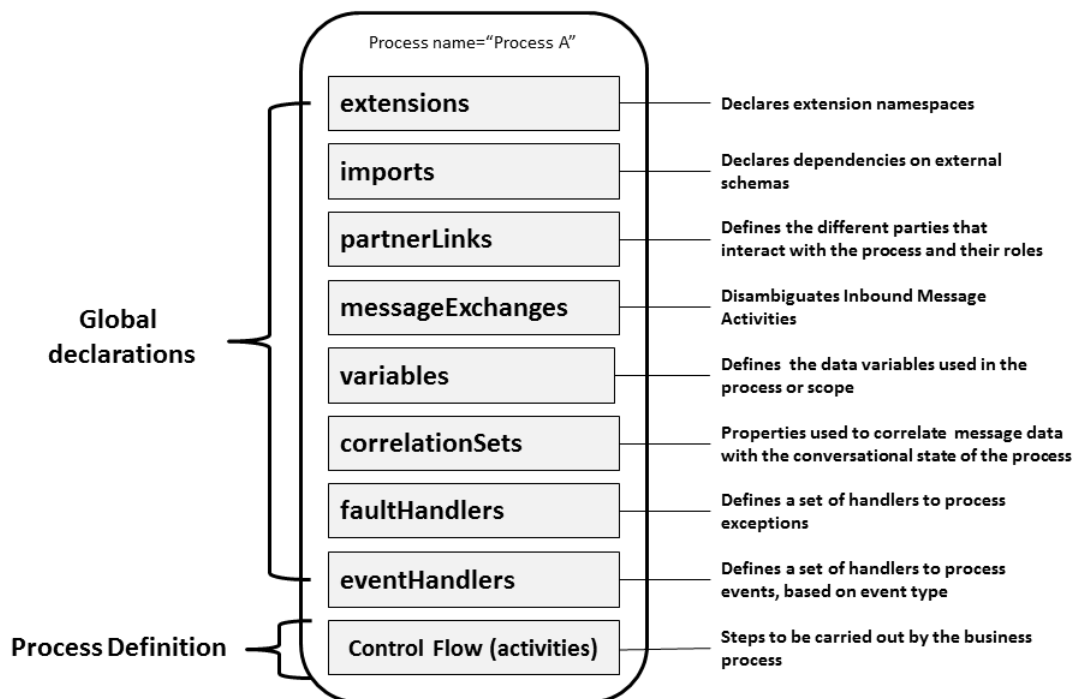 Process name=“Process A”
extensions
Declares extension namespaces
imports
Declares dependencies on external
schemas
partnerLinks
Defines the different parties that
interact with the process and their roles
messageExchanges
Disambiguates Inbound Message
Activities
Global
declarations
variables
Defines the data variables used in the
process or scope
correlationSets
Properties used to correlate message data
with the conversational state of the process
faultHandlers
Defines a set of handlers to process
exceptions
eventHandlers
Defines a set of handlers to process
events, based on event type
Process Definition
Control Flow (activities)
Steps to be carried out by the business
process